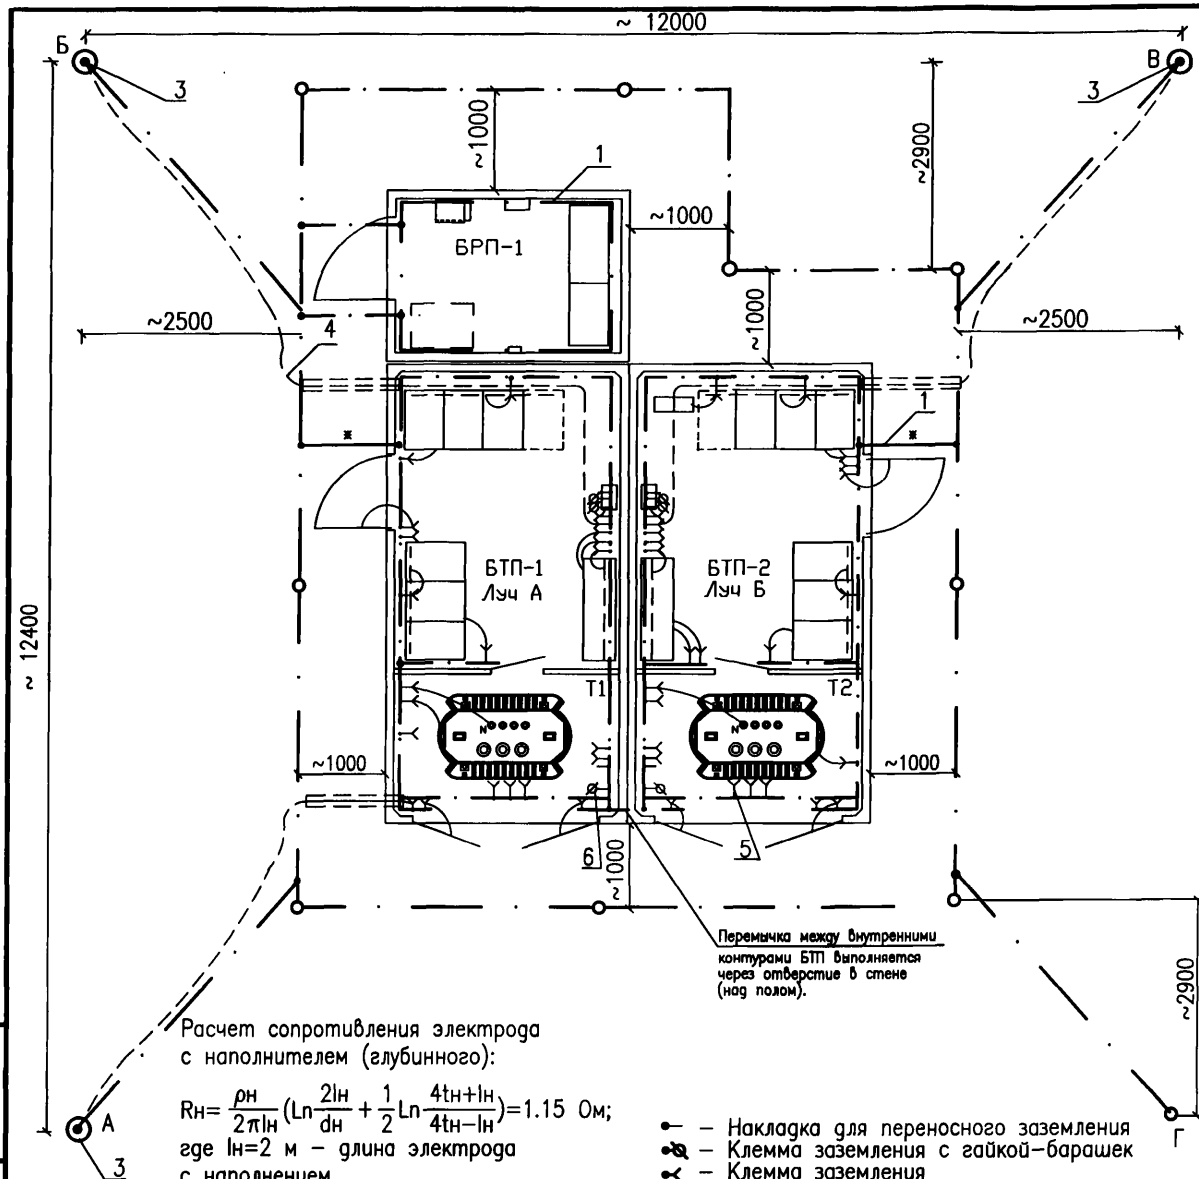 ~ 12000
Б
В
3
3
~1000
~2900
1
~1000
БРП-1
~1000
~2500
4
~2500
1
ж
ж
БТП-1
Луч А
БТП-2
Луч Б
~ 12400
Т1
Т2
N
N
~1000
~1000
6
~1000
5
Перемычка между внутренними
контурами БТП выполняется
через отверстие в стене
(над полом).
~2900
Расчет сопротивления электрода
с наполнителем (глубинного):
Rн= ρн/2πlн (Ln 2lн/dн + 1/2 Ln 4tн+lн/4tн-lн)=1.15 Ом;
где lн=2 м – длина электрода
с наполнением
А
3
Г
– Накладка для переносного заземления
– Клемма заземления с гайкой-барашек
– Клемма заземления